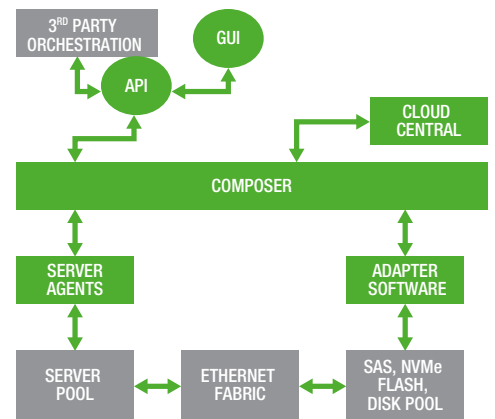 3RD PARTY
ORCHESTRATION
GUI
API
CLOUD
CENTRAL
COMPOSER
SERVER
AGENTS
ADAPTER
SOFTWARE
SERVER
POOL
ETHERNET
FABRIC
SAS, NVMe
FLASH,
DISK POOL